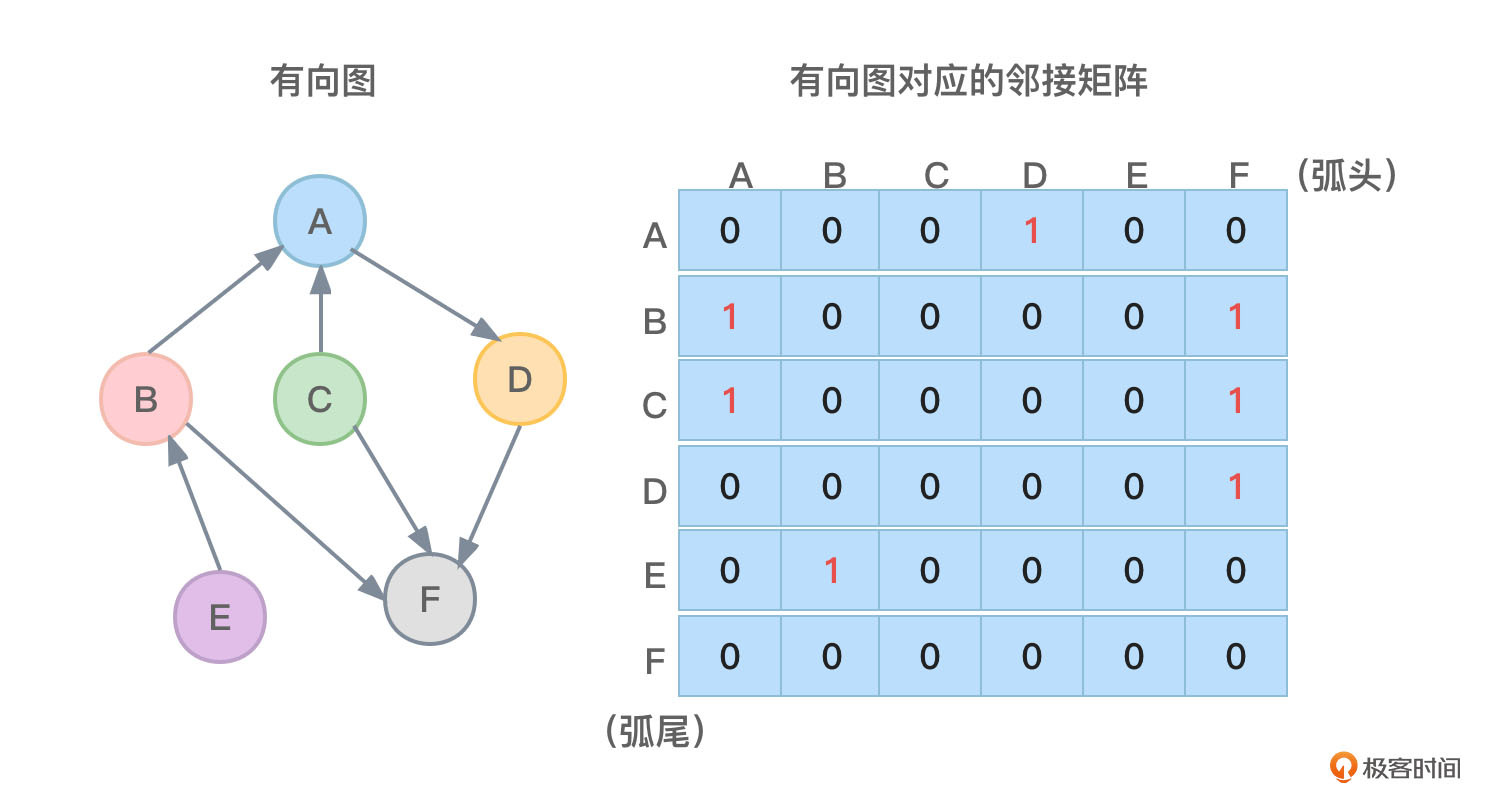 有向图
有向图对应的邻接矩阵
A
B
C
D
E
F
A B C D E F (弧头)
A 0 0 0 1 0 0
B 1 0 0 0 0 1
C 1 0 0 0 0 1
D 0 0 0 0 0 1
E 0 1 0 0 0 0
F 0 0 0 0 0 0
(弧尾)
极客时间